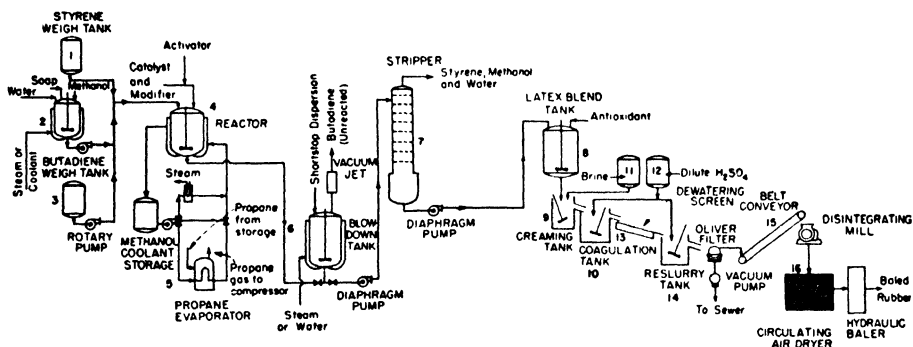 STYRENE
WEIGH TANK
1
Activator
Catalyst
and
Modifier
Soap
Water
Methanol
2
Steam or
Coolant
BUTADIENE
WEIGH TANK
3
ROTARY
PUMP
4
REACTOR
Steam
METHANOL
COOLANT
STORAGE
Propane
from
storage
5
Propane
gas to
compressor
PROPANE
EVAPORATOR
6
Shortstop Dispersion
Butadiene
(Unreacted)
VACUUM
JET
BLOW
DOWN
TANK
Steam
or Water
DIAPHRAGM
PUMP
STRIPPER
Styrene, Methanol
and Water
7
DIAPHRAGM
PUMP
LATEX BLEND
TANK
Antioxidant
8
Brine
11
12
Dilute H2SO4
9
CREAMING
TANK
COAGULATION
TANK
10
13
DEWATERING
SCREEN
RESLURRY
TANK
14
OLIVER
FILTER
VACUUM
PUMP
To Sewer
BELT
CONVEYOR
15
DISINTEGRATING
MILL
16
CIRCULATING
AIR DRYER
HYDRAULIC
BALER
Baled
Rubber